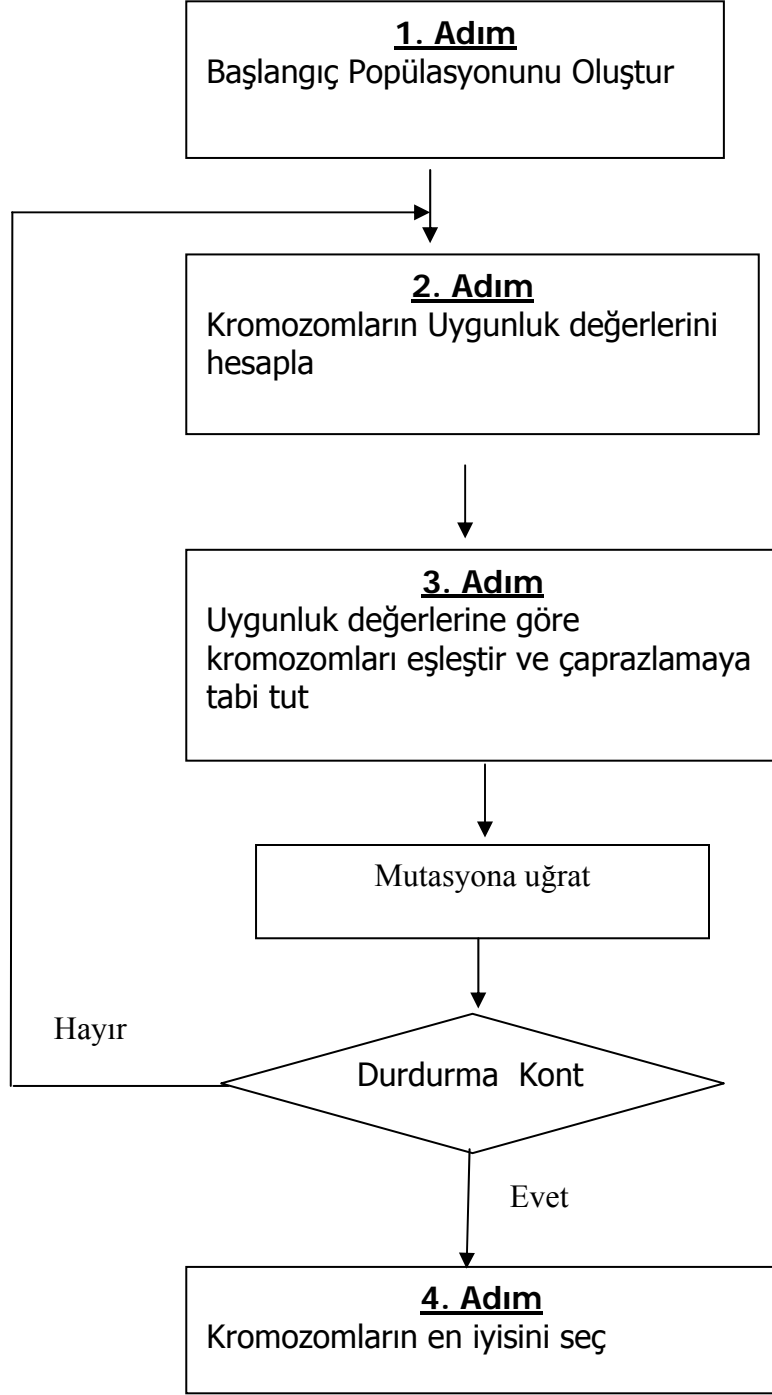 1. Adım
Başlangıç Popülasyonunu Oluştur
2. Adım
Kromozomların Uygunluk değerlerini
hesapla
3. Adım
Uygunluk değerlerine göre
kromozomları eşleştir ve çaprazlamaya
tabi tut
Mutasyona uğrat
Hayır
Durdurma Kont
Evet
4. Adım
Kromozomların en iyisini seç